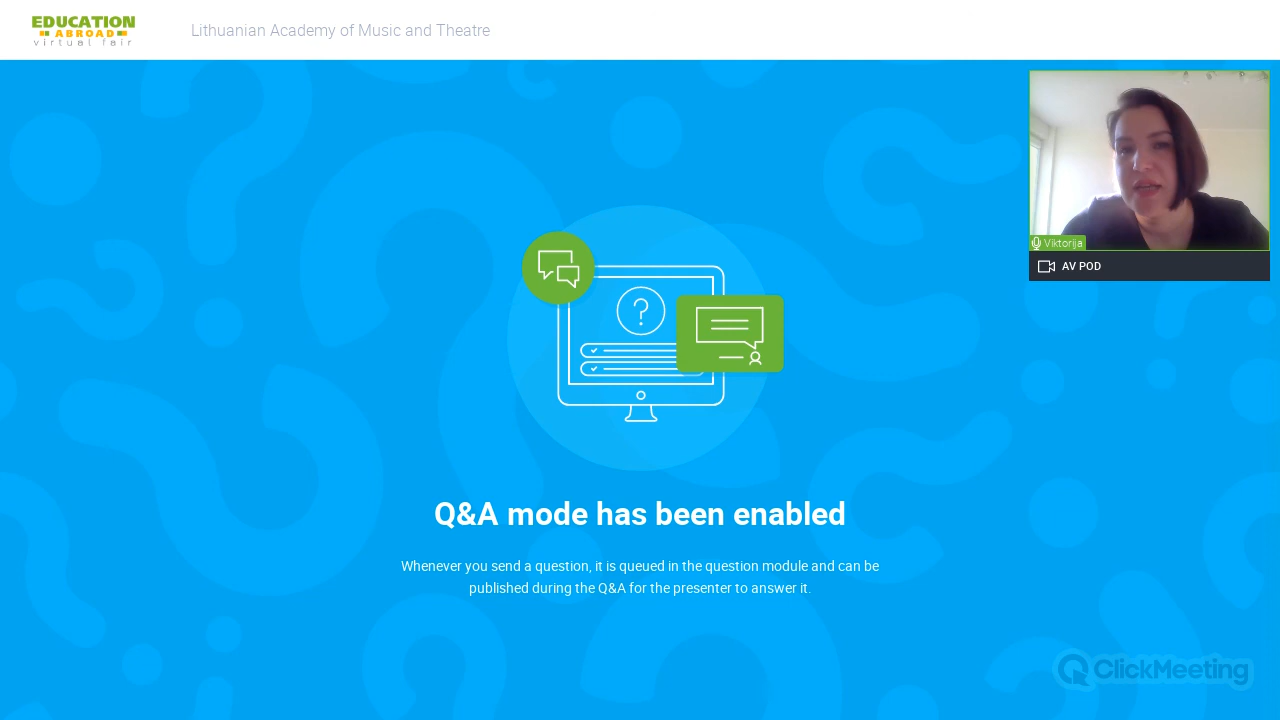 EDUCATION
ABROAD
virtual fair
Lithuanian Academy of Music and Theatre
Viktorija
AV POD
Q&A mode has been enabled
Whenever you send a question, it is queued in the question module and can be
published during the Q&A for the presenter to answer it.
ClickMeeting